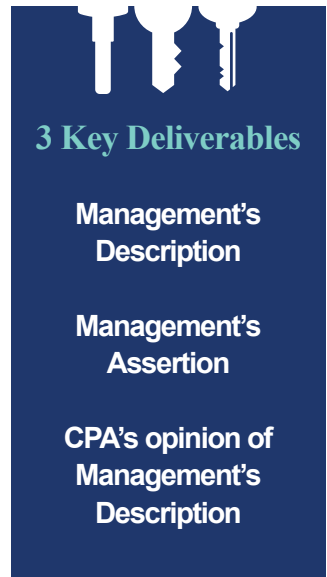 3 Key Deliverables
Management’s
Description
Management’s
Assertion
CPA’s opinion of
Management’s
Description